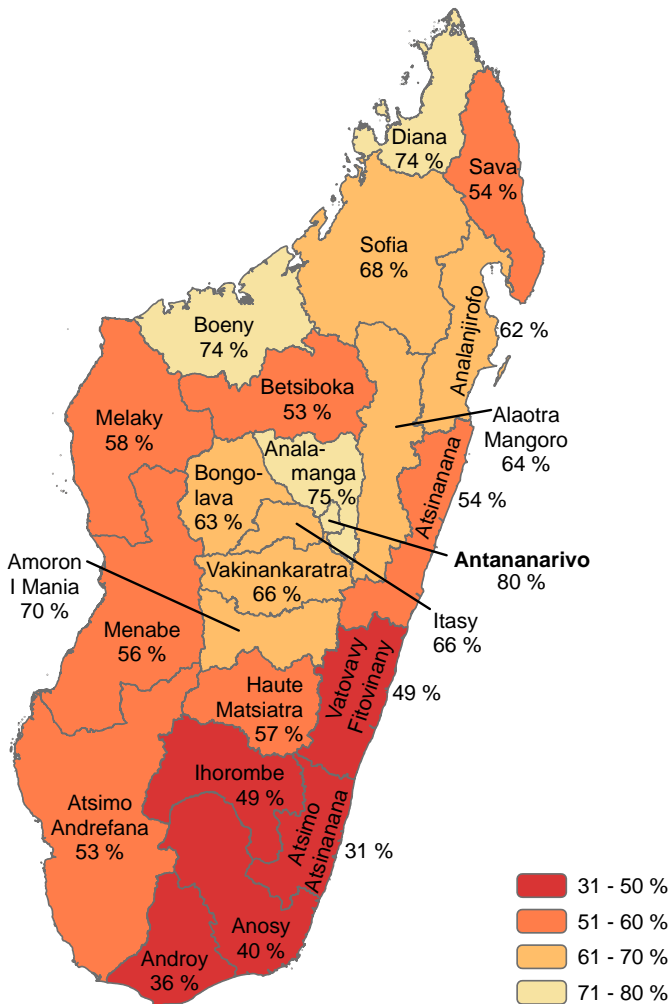 Diana
74 %
Sava
54 %
Sofia
68 %
Analanjirofo
62 %
Boeny
74 %
Betsiboka
53 %
Melaky
58 %
Alaotra
Mangoro
64 %
Anala-
manga
75 %
Bongo-
lava
63 %
Atsinanana
54 %
Antananarivo
80 %
Amoron
I Mania
70 %
Vakinankaratra
66 %
Itasy
66 %
Menabe
56 %
Haute
Matsiatra
57 %
Vatovavy
Fitovinany
49 %
Ihorombe
49 %
Atsimo
Atsinanana
31 %
Atsimo
Andrefana
53 %
Anosy
40 %
Androy
36 %
31 - 50 %
51 - 60 %
61 - 70 %
71 - 80 %